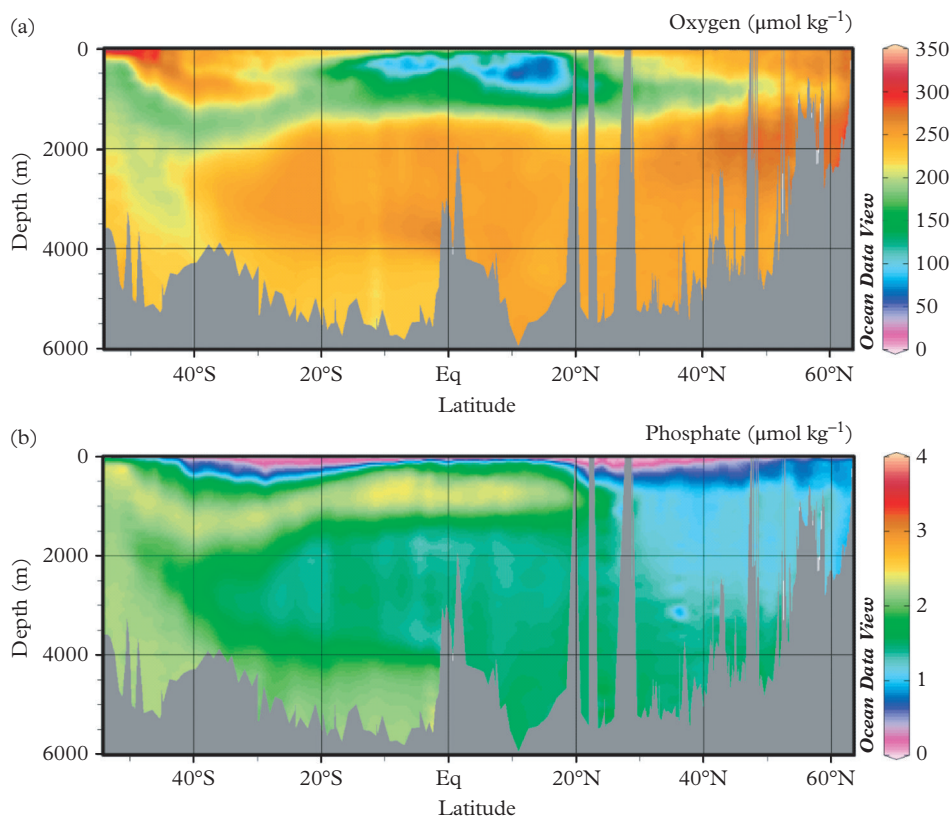 (a)
Oxygen (µmol kg⁻¹)
0
2000
4000
6000
Depth (m)
40°S
20°S
Eq
20°N
40°N
60°N
Latitude
Ocean Data View
350
300
250
200
150
100
50
0
(b)
Phosphate (µmol kg⁻¹)
0
2000
4000
6000
Depth (m)
40°S
20°S
Eq
20°N
40°N
60°N
Latitude
Ocean Data View
4
3
2
1
0